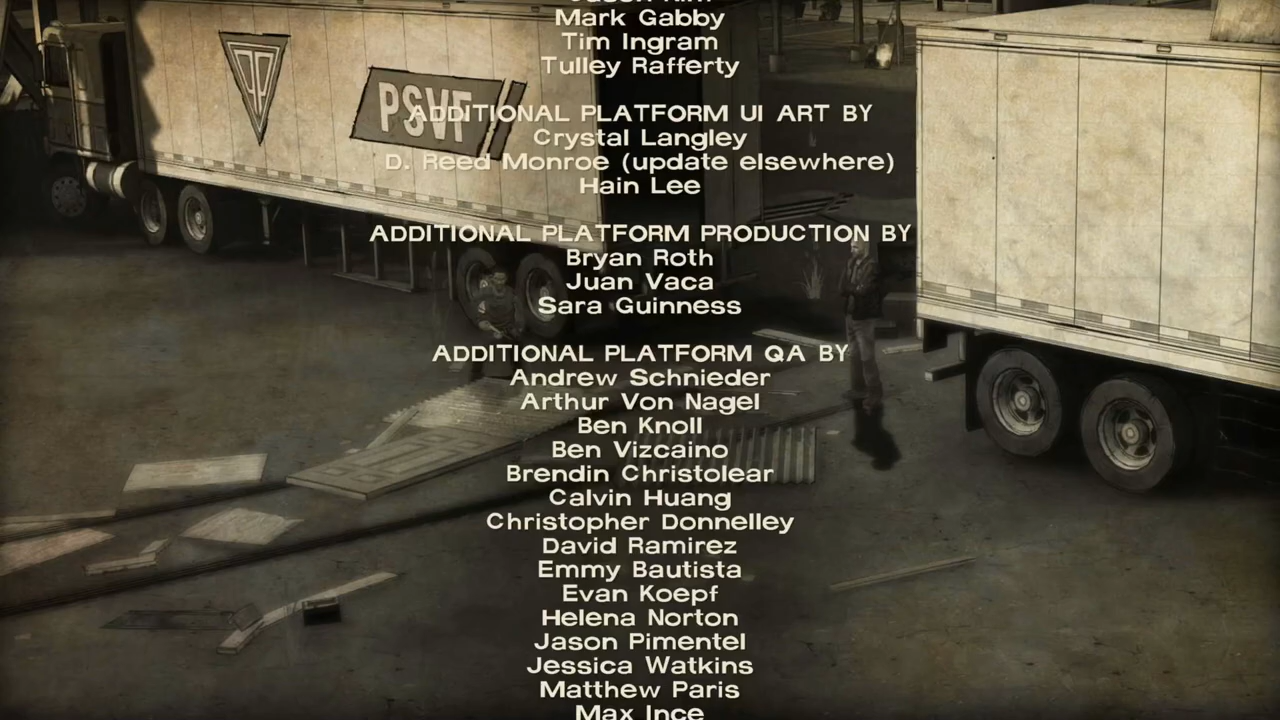 Mark Gabby
Tim Ingram
Tulley Rafferty
PSVF
ADDITIONAL PLATFORM UI ART BY
Crystal Langley
D. Reed Monroe (update elsewhere)
Hain Lee
ADDITIONAL PLATFORM PRODUCTION BY
Bryan Roth
Juan Vaca
Sara Guinness
ADDITIONAL PLATFORM QA BY
Andrew Schnieder
Arthur Von Nagel
Ben Knoll
Ben Vizcaino
Brendin Christolear
Calvin Huang
Christopher Donnelley
David Ramirez
Emmy Bautista
Evan Koepf
Helena Norton
Jason Pimentel
Jessica Watkins
Matthew Paris
Max Ince